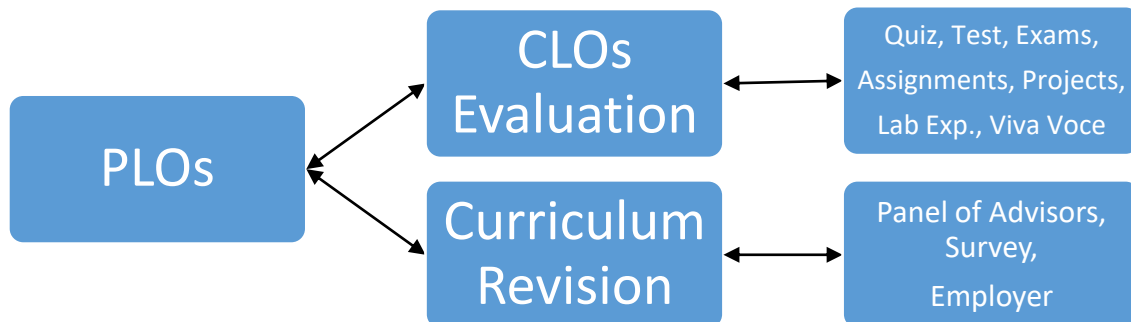 PLOs
CLOs
Evaluation
Quiz, Test, Exams,
Assignments, Projects,
Lab Exp., Viva Voce
Curriculum
Revision
Panel of Advisors,
Survey,
Employer